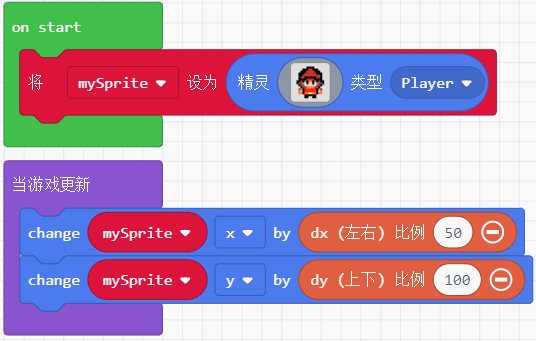 on start
将 mySprite 设为 精灵 类型 Player
当游戏更新
change mySprite x by dx (左右) 比例 50
change mySprite y by dy (上下) 比例 100